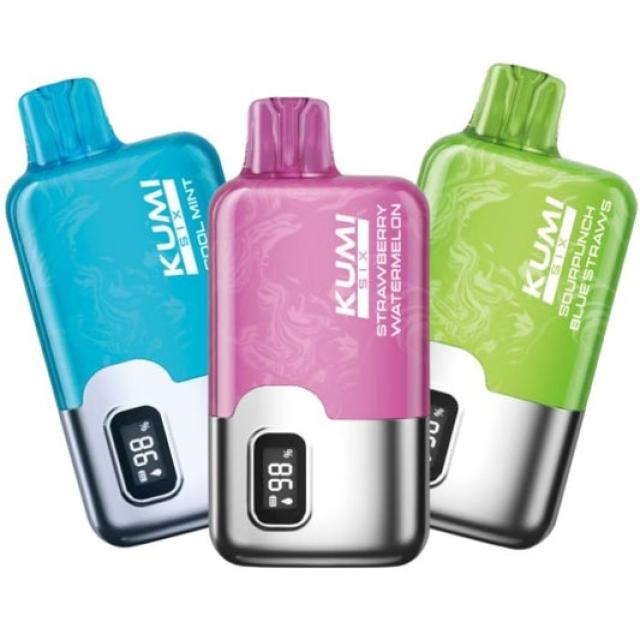 KUMI
SIX
COOL MINT
98%
KUMI
SIX
STRAWBERRY
WATERMELON
98%
KUMI
SIX
SOURPUNCH
BLUE STRAWS
%